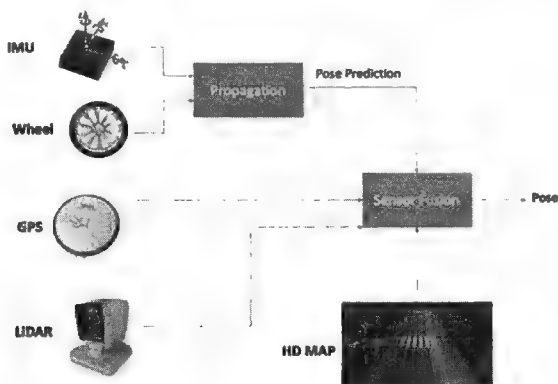 IMU
Pose Prediction
Propagation
Wheel
Sensor Fusion
Pose
GPS
LiDAR
HD MAP